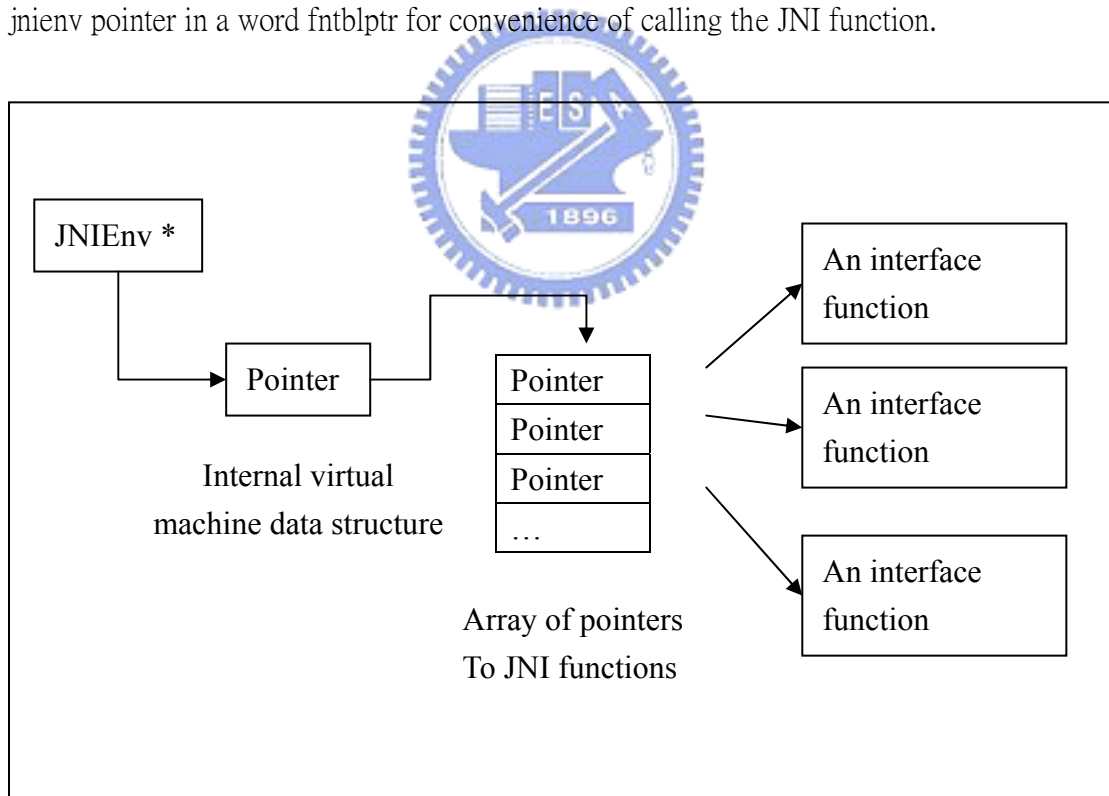 jnienv pointer in a word fntblptr for convenience of calling the JNI function.
ES
1896
JNIEnv *
Pointer
Internal virtual
machine data structure
Pointer
Pointer
Pointer
…
Array of pointers
To JNI functions
An interface
function
An interface
function
An interface
function